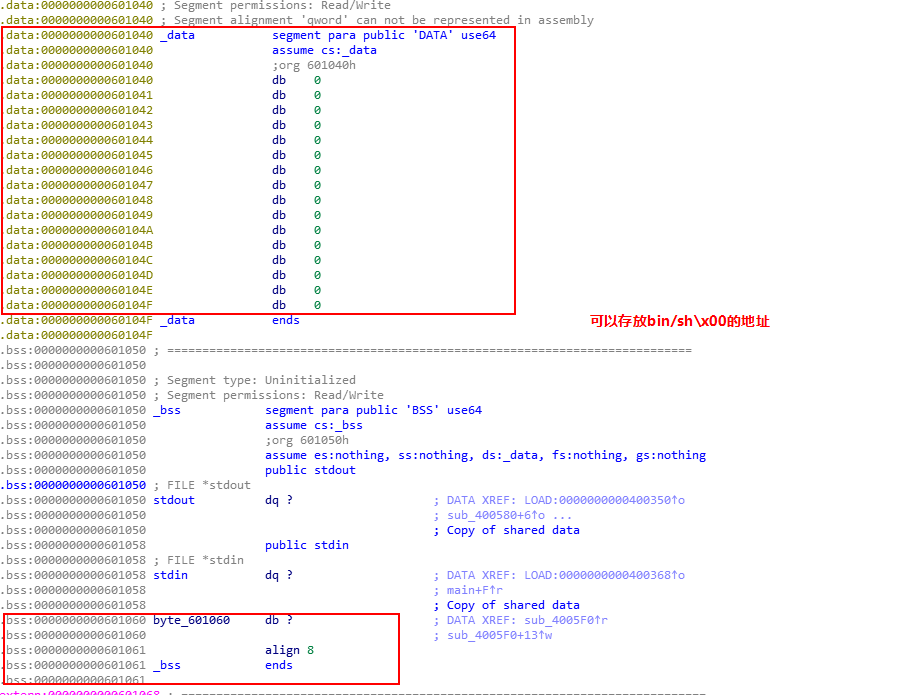 .data:0000000000601040 ; Segment permissions: Read/Write
.data:0000000000601040 ; Segment alignment 'qword' can not be represented in assembly
.data:0000000000601040 _data segment para public 'DATA' use64
.data:0000000000601040 assume cs:_data
.data:0000000000601040 ;org 601040h
.data:0000000000601040 db 0
.data:0000000000601041 db 0
.data:0000000000601042 db 0
.data:0000000000601043 db 0
.data:0000000000601044 db 0
.data:0000000000601045 db 0
.data:0000000000601046 db 0
.data:0000000000601047 db 0
.data:0000000000601048 db 0
.data:0000000000601049 db 0
.data:000000000060104A db 0
.data:000000000060104B db 0
.data:000000000060104C db 0
.data:000000000060104D db 0
.data:000000000060104E db 0
.data:000000000060104F db 0
.data:000000000060104F _data ends
可以存放bin/sh\x00的地址
.data:000000000060104F
.bss:0000000000601050 ; ===========================================================================
.bss:0000000000601050
.bss:0000000000601050 ; Segment type: Uninitialized
.bss:0000000000601050 ; Segment permissions: Read/Write
.bss:0000000000601050 _bss segment para public 'BSS' use64
.bss:0000000000601050 assume cs:_bss
.bss:0000000000601050 ;org 601050h
.bss:0000000000601050 assume es:nothing, ss:nothing, ds:_data, fs:nothing, gs:nothing
.bss:0000000000601050 public stdout
.bss:0000000000601050 ; FILE *stdout
.bss:0000000000601050 stdout dq ? ; DATA XREF: LOAD:0000000000400350↑o
.bss:0000000000601050 ; sub_400580+6↑o ...
.bss:0000000000601050 ; Copy of shared data
.bss:0000000000601058 public stdin
.bss:0000000000601058 ; FILE *stdin
.bss:0000000000601058 stdin dq ? ; DATA XREF: LOAD:0000000000400368↑o
.bss:0000000000601058 ; main+F↑r
.bss:0000000000601058 ; Copy of shared data
.bss:0000000000601060 byte_601060 db ? ; DATA XREF: sub_4005F0↑r
.bss:0000000000601060 ; sub_4005F0+13↑w
.bss:0000000000601061 align 8
.bss:0000000000601061 _bss ends
.bss:0000000000601061
extern:0000000000601068 ; ===========================================================================